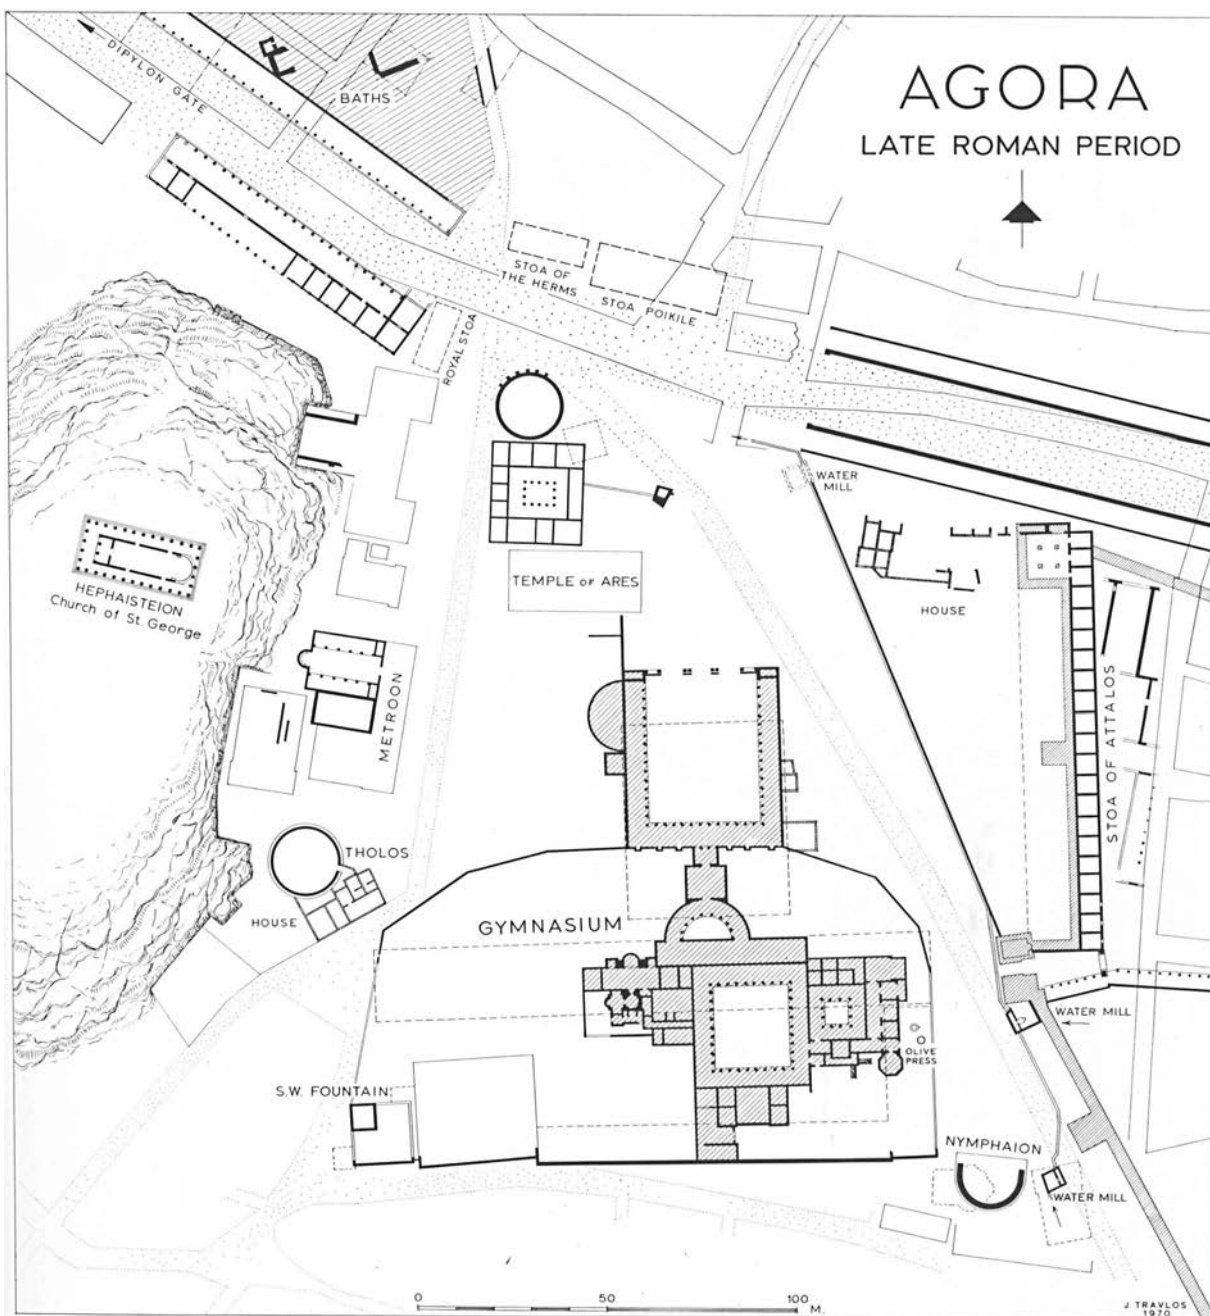 AGORA
LATE ROMAN PERIOD
DIPYLON
GATE
BATHS
STOA OF
THE HERMS
STOA POIKILE
ROYAL STOA
WATER
MILL
TEMPLE OF ARES
HEPHAISTEION
Church of St. George
HOUSE
METROON
STOA OF ATTALOS
THOLOS
HOUSE
GYMNASIUM
WATER MILL
OLIVE
PRESS
S.W. FOUNTAIN
NYMPHAION
WATER MILL
0 50 100
M.
J. TRAVLOS
1970